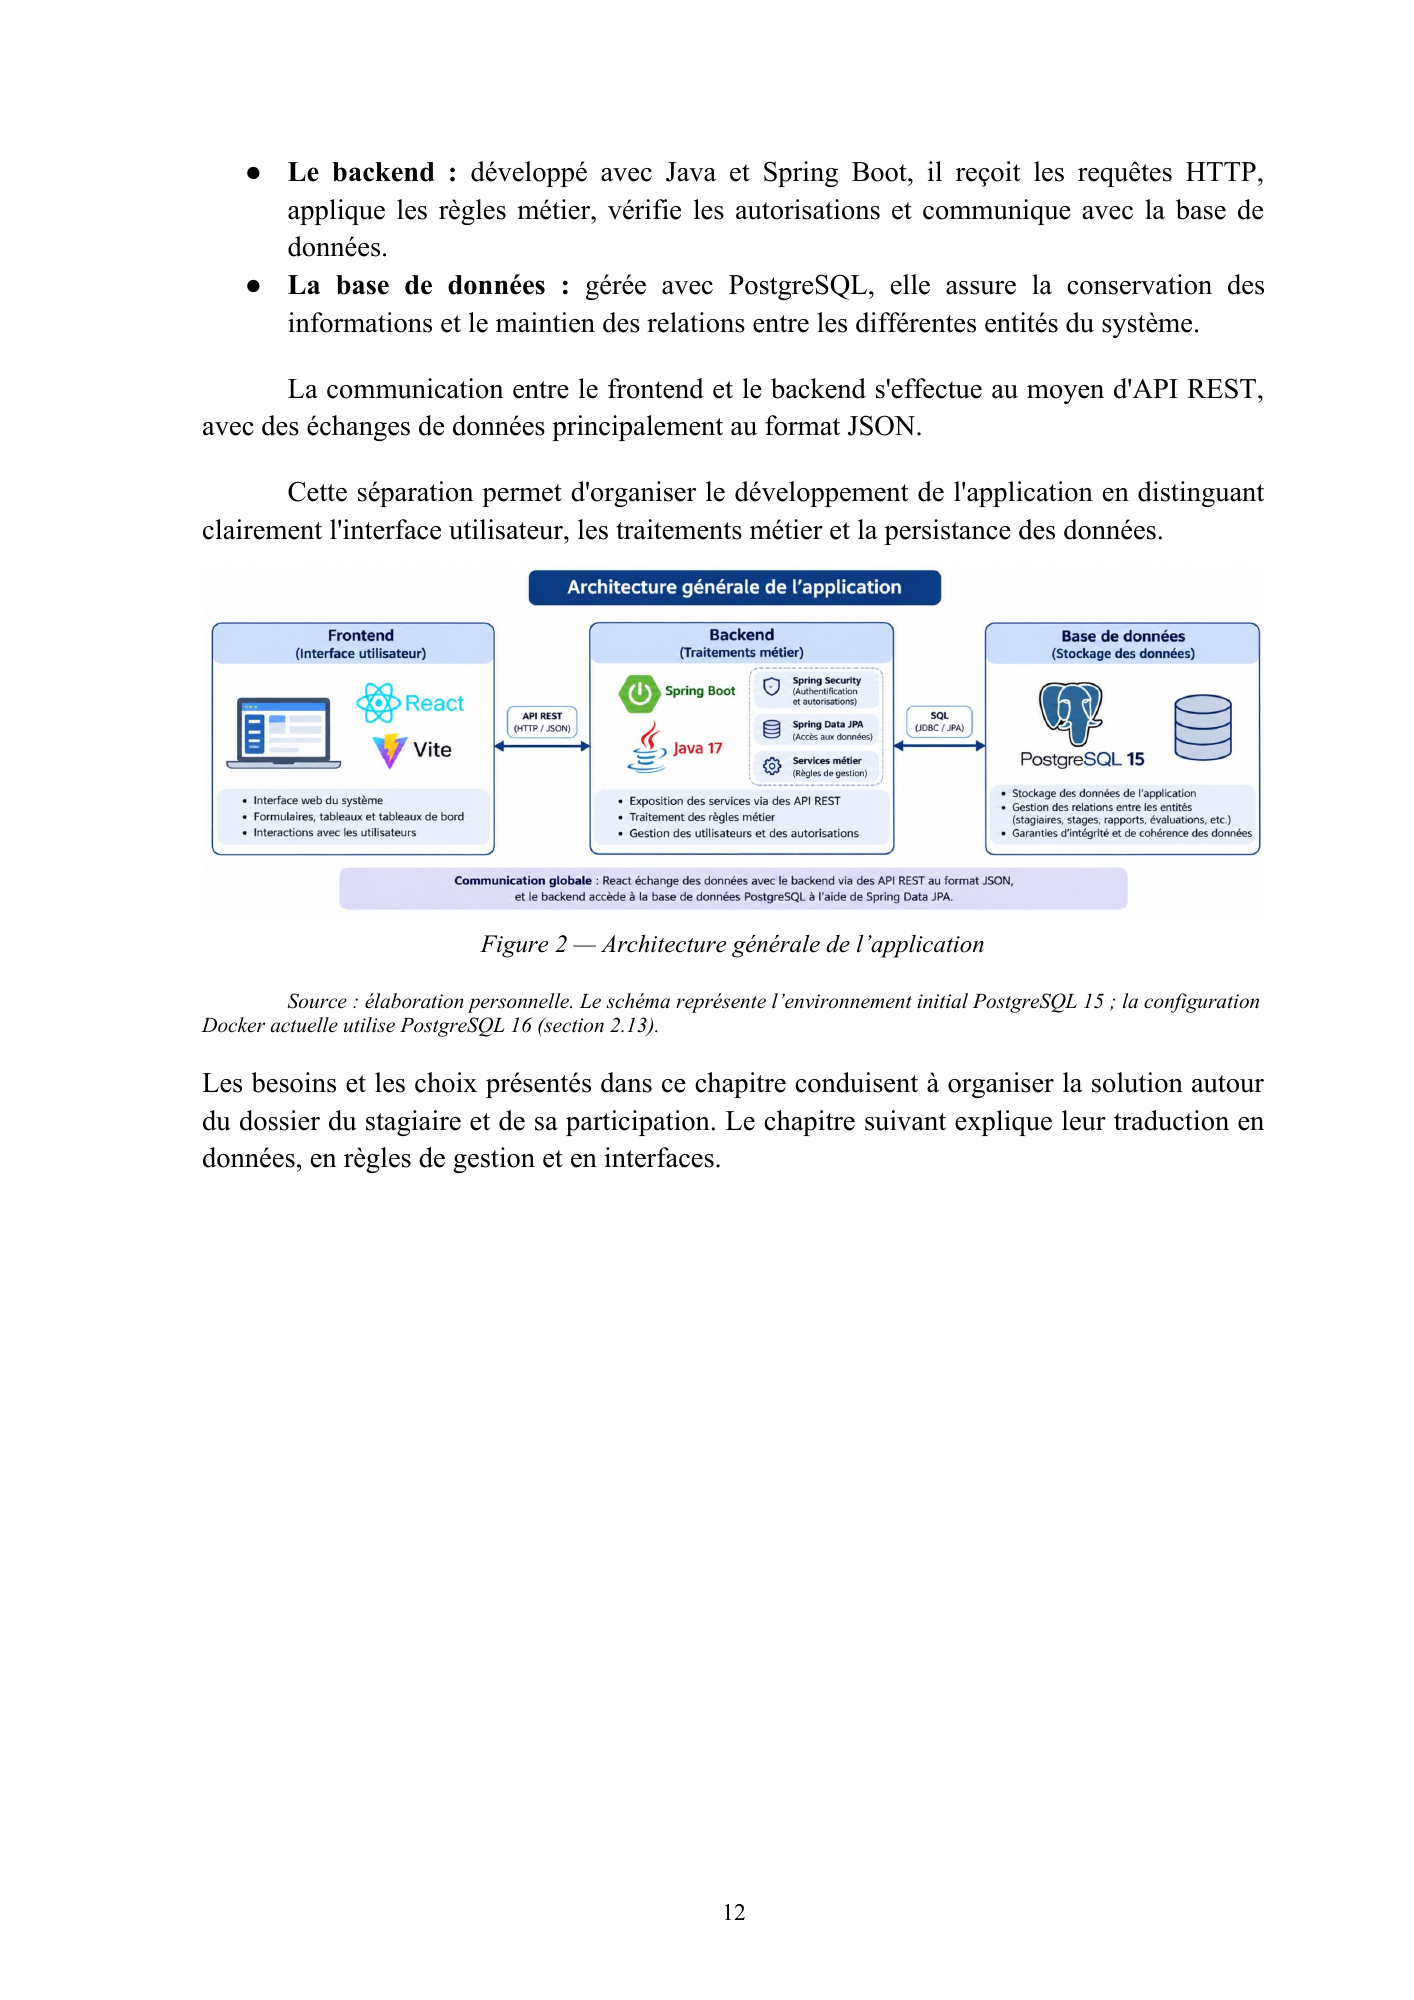 ● Le backend : développé avec Java et Spring Boot, il reçoit les requêtes HTTP,
applique les règles métier, vérifie les autorisations et communique avec la base de
données.
● La base de données : gérée avec PostgreSQL, elle assure la conservation des
informations et le maintien des relations entre les différentes entités du système.
La communication entre le frontend et le backend s'effectue au moyen d'API REST,
avec des échanges de données principalement au format JSON.
Cette séparation permet d'organiser le développement de l'application en distinguant
clairement l'interface utilisateur, les traitements métier et la persistance des données.
Architecture générale de l'application
Frontend
(Interface utilisateur)
React
Vite
• Interface web du système
• Formulaires, tableaux et tableaux de bord
• Interactions avec les utilisateurs
API REST
(HTTP / JSON)
Backend
(Traitements métier)
Spring Boot
Java 17
Spring Security
(Authentification
et autorisations)
Spring Data JPA
(Accès aux données)
Services métier
(Règles de gestion)
• Exposition des services via des API REST
• Traitement des règles métier
• Gestion des utilisateurs et des autorisations
SQL
(JDBC / JPA)
Base de données
(Stockage des données)
PostgreSQL 15
• Stockage des données de l'application
• Gestion des relations entre les entités
(stagiaires, stages, rapports, évaluations, etc.)
• Garanties d'intégrité et de cohérence des données
Communication globale : React échange des données avec le backend via des API REST au format JSON,
et le backend accède à la base de données PostgreSQL à l'aide de Spring Data JPA.
Figure 2 — Architecture générale de l’application
Source : élaboration personnelle. Le schéma représente l’environnement initial PostgreSQL 15 ; la configuration
Docker actuelle utilise PostgreSQL 16 (section 2.13).
Les besoins et les choix présentés dans ce chapitre conduisent à organiser la solution autour
du dossier du stagiaire et de sa participation. Le chapitre suivant explique leur traduction en
données, en règles de gestion et en interfaces.
12